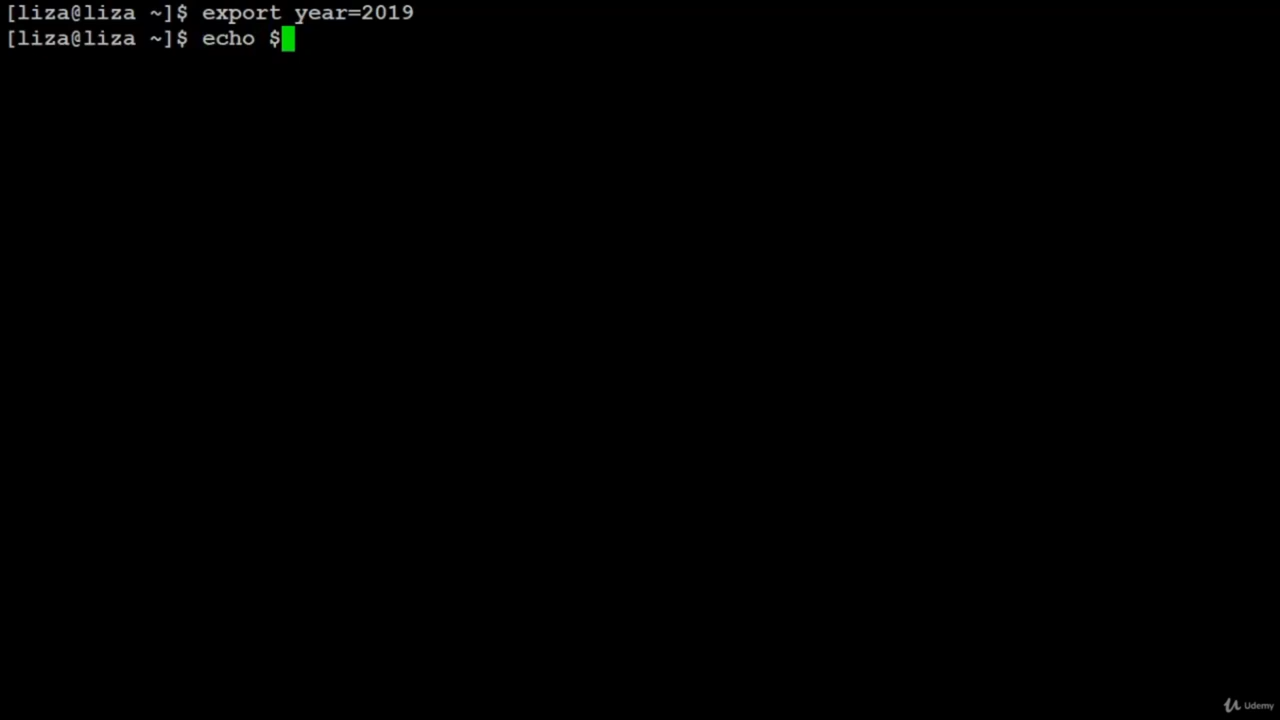 [liza@liza ~]$ export year=2019
[liza@liza ~]$ echo $
Udemy